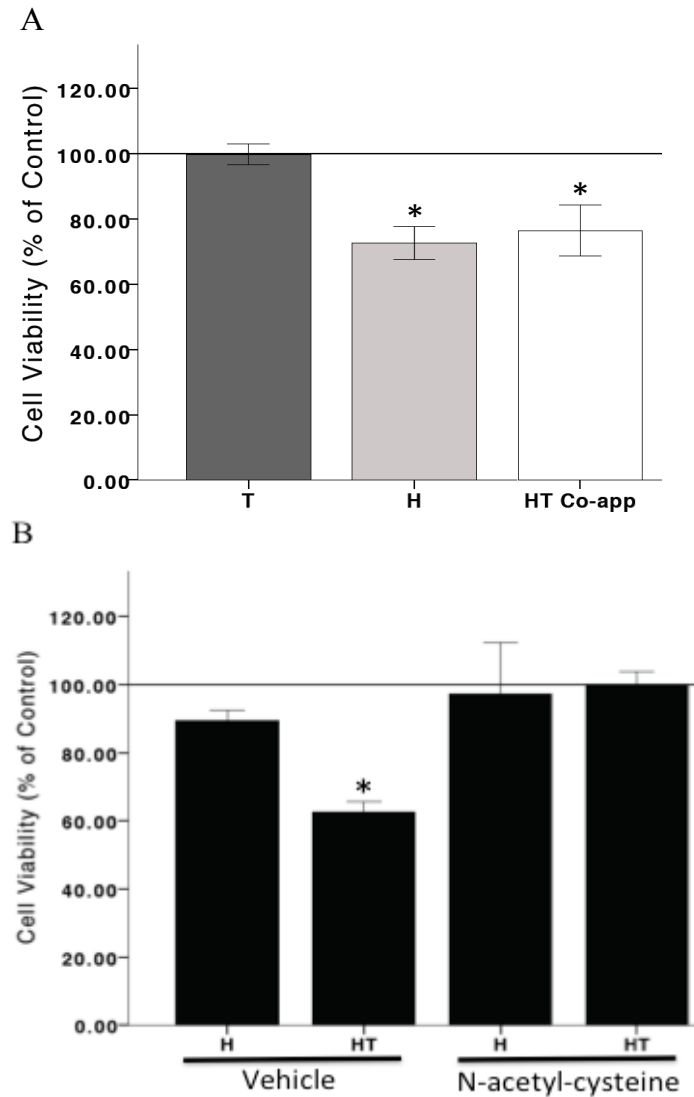 A
Cell Viability (% of Control)
120.00
100.00
80.00
60.00
40.00
20.00
0.00
*
*
T H HT Co-app
B
Cell Viability (% of Control)
120.00
100.00
80.00
60.00
40.00
20.00
0.00
*
H HT H HT
Vehicle N-acetyl-cysteine